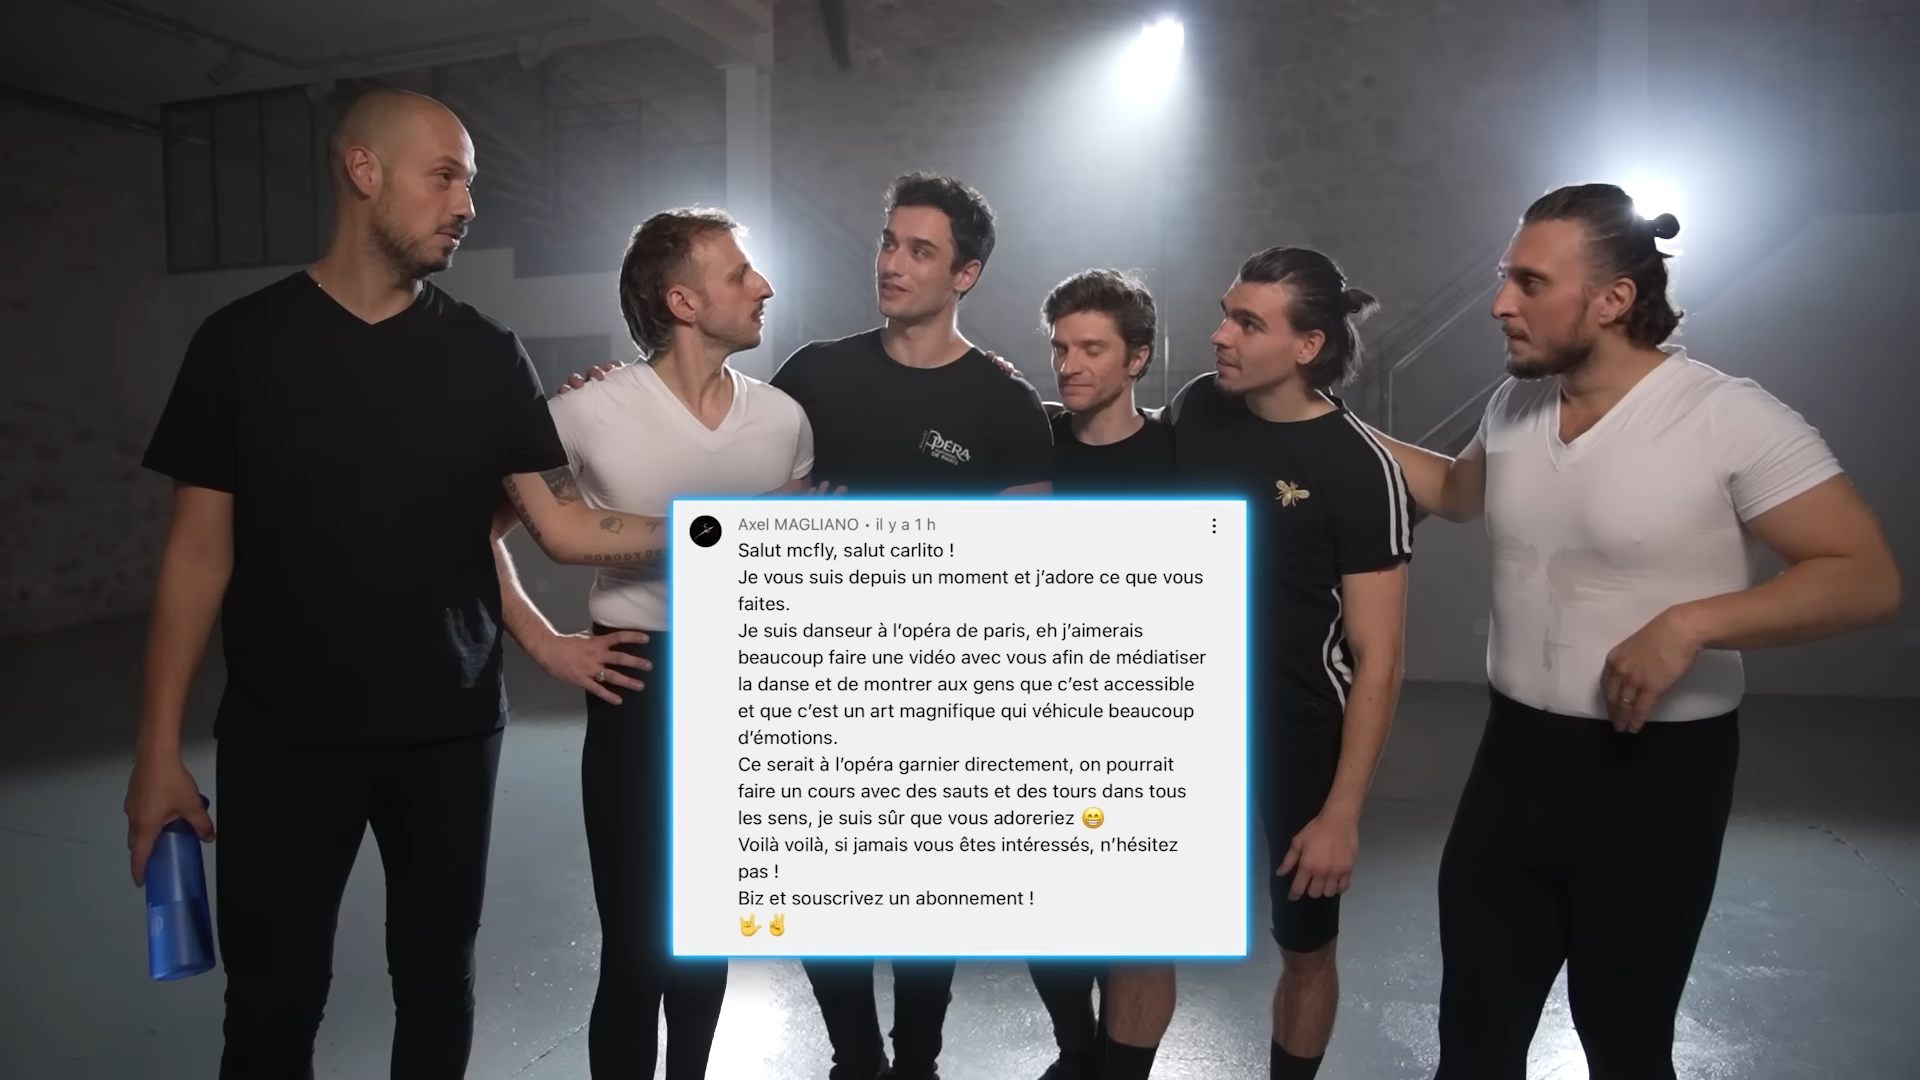 OPÉRA
DE PARIS
Axel MAGLIANO • il y a 1 h
Salut mcfly, salut carlito !
Je vous suis depuis un moment et j’adore ce que vous
faites.
Je suis danseur à l’opéra de paris, eh j’aimerais
beaucoup faire une vidéo avec vous afin de médiatiser
la danse et de montrer aux gens que c’est accessible
et que c’est un art magnifique qui véhicule beaucoup
d’émotions.
Ce serait à l’opéra garnier directement, on pourrait
faire un cours avec des sauts et des tours dans tous
les sens, je suis sûr que vous adoreriez 😁
Voilà voilà, si jamais vous êtes intéressés, n’hésitez
pas !
Biz et souscrivez un abonnement !
🤟✌️